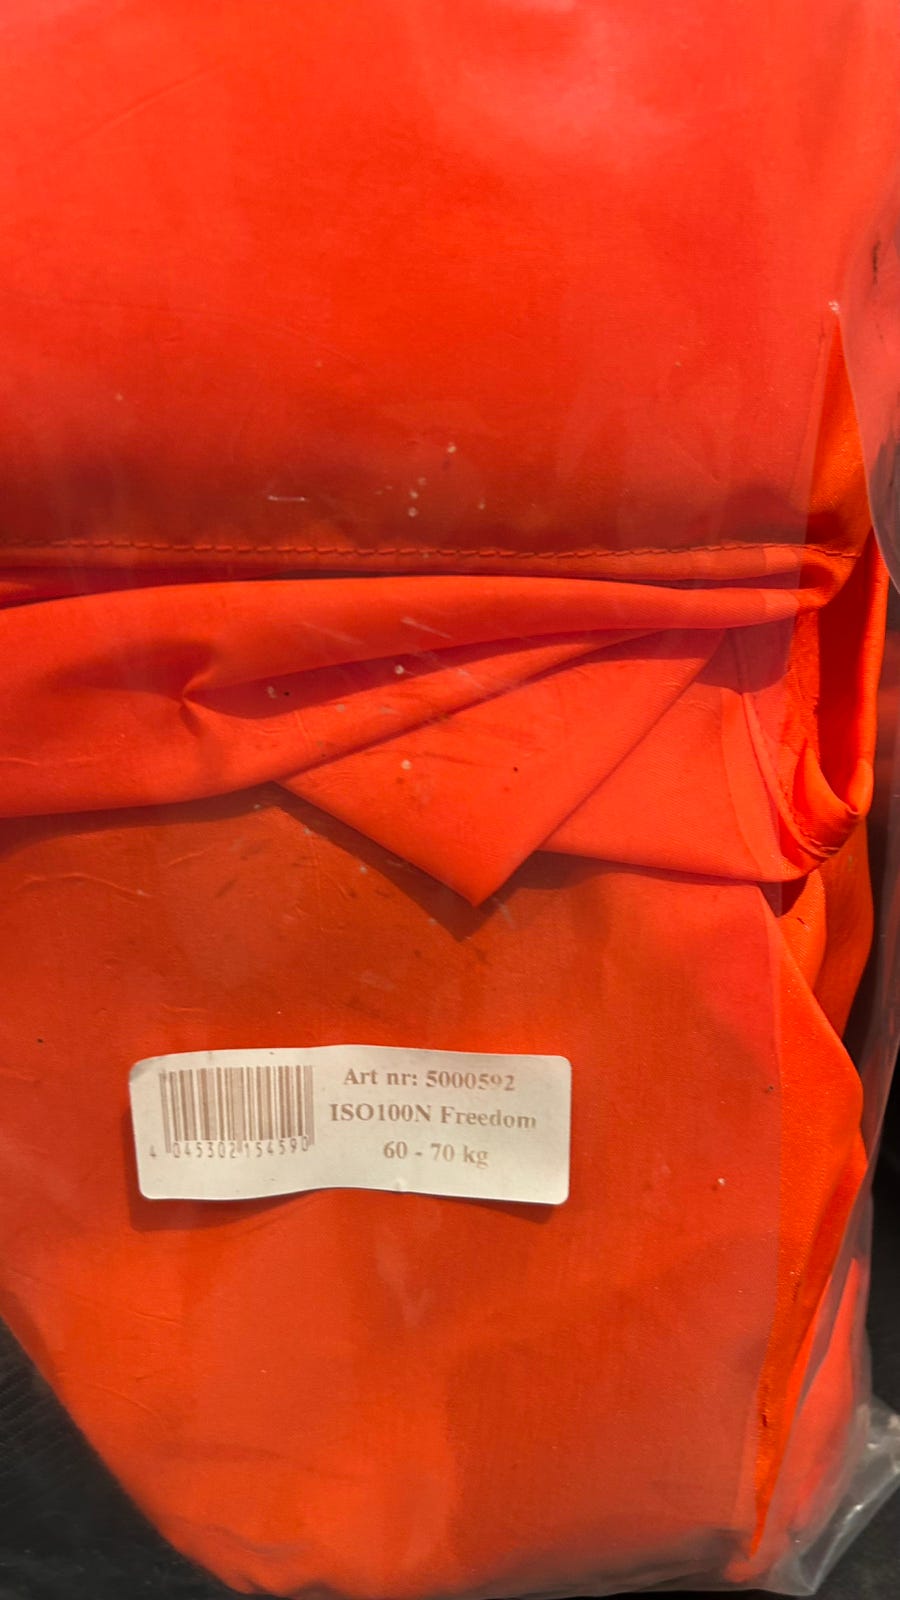 Art nr: 5000592
ISO100N Freedom
60 - 70 kg
4 045302 154590